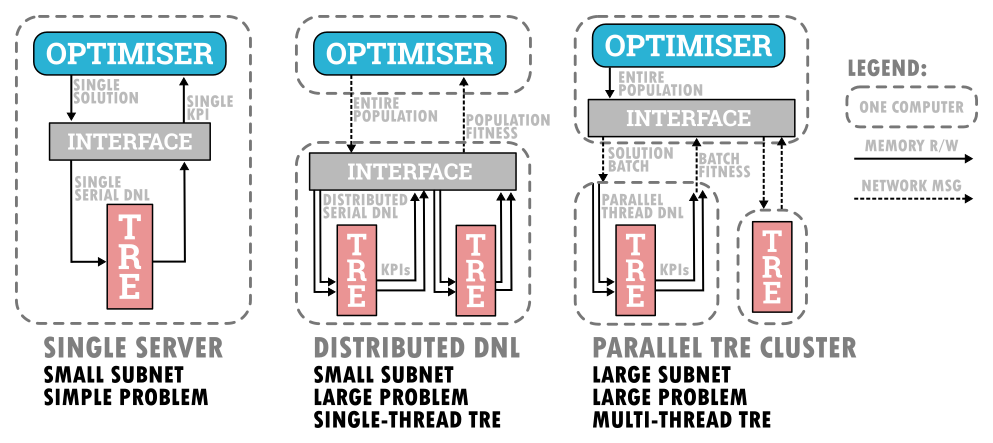 OPTIMISER
SINGLE
SOLUTION
SINGLE
KPI
INTERFACE
SINGLE
SERIAL DNL
TRE
SINGLE SERVER
SMALL SUBNET
SIMPLE PROBLEM
OPTIMISER
ENTIRE
POPULATION
POPULATION
FITNESS
INTERFACE
DISTRIBUTED
SERIAL DNL
TRE
KPIs
TRE
DISTRIBUTED DNL
SMALL SUBNET
LARGE PROBLEM
SINGLE-THREAD TRE
OPTIMISER
ENTIRE
POPULATION
INTERFACE
SOLUTION
BATCH
BATCH
FITNESS
PARALLEL
THREAD DNL
TRE
KPIs
TRE
PARALLEL TRE CLUSTER
LARGE SUBNET
LARGE PROBLEM
MULTI-THREAD TRE
LEGEND:
ONE COMPUTER
MEMORY R/W
NETWORK MSG